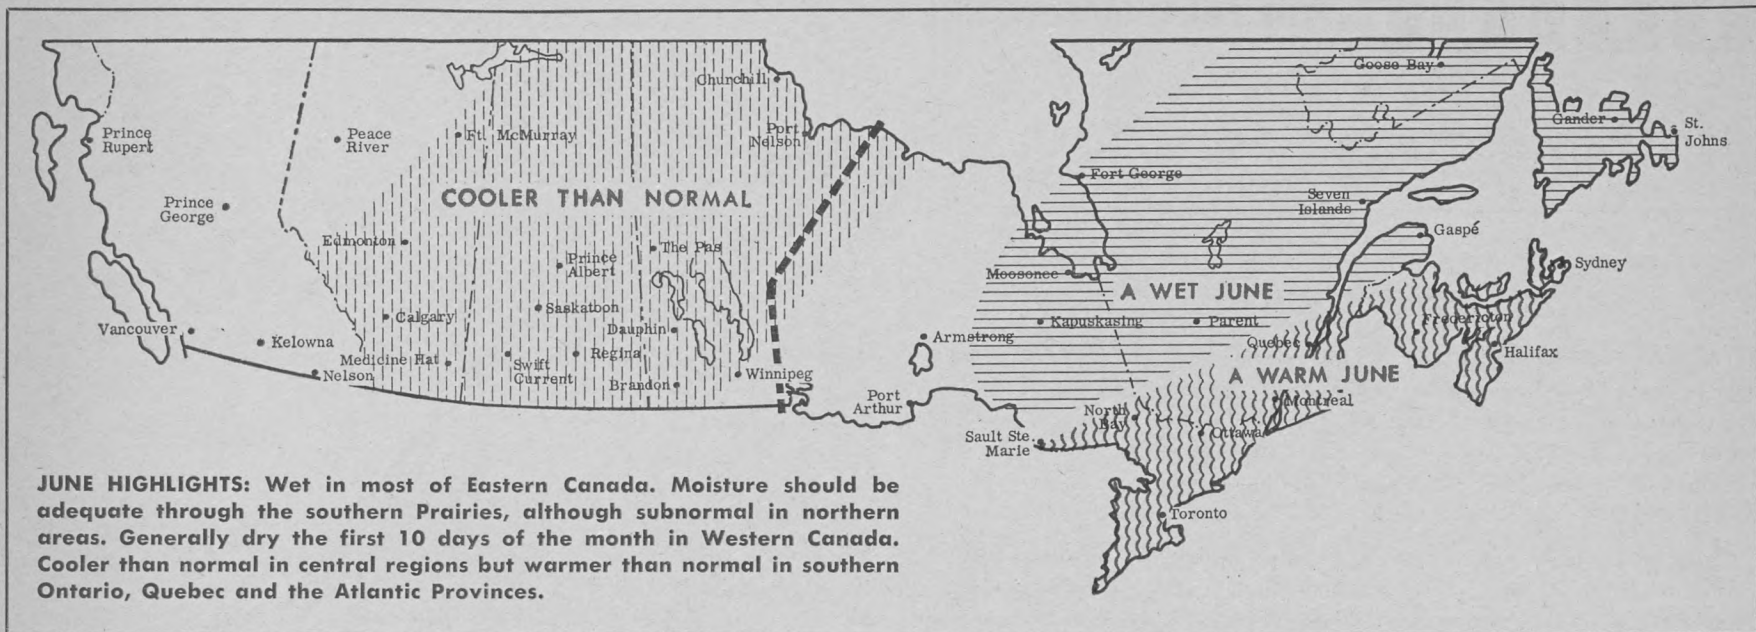 Churchill
Goose Bay
Prince
Rupert
Peace
River
Ft. McMurray
Port
Nelson
Gander
St.
Johns
Fort George
COOLER THAN NORMAL
Prince
George
Seven
Islands
Gaspé
Edmonton
The Pas
Prince
Albert
Moosonee
Sydney
A WET JUNE
Saskatoon
Calgary
Vancouver
Kelowna
Dauphin
Armstrong
Kapuskasing
Parent
Fredericton
Quebec
Halifax
Medicine Hat
Nelson
Swift
Current
Regina
Brandon
Winnipeg
A WARM JUNE
Port
Arthur
Montreal
North
Bay
Ottawa
Sault Ste.
Marie
Toronto
JUNE HIGHLIGHTS: Wet in most of Eastern Canada. Moisture should be
adequate through the southern Prairies, although subnormal in northern
areas. Generally dry the first 10 days of the month in Western Canada.
Cooler than normal in central regions but warmer than normal in southern
Ontario, Quebec and the Atlantic Provinces.